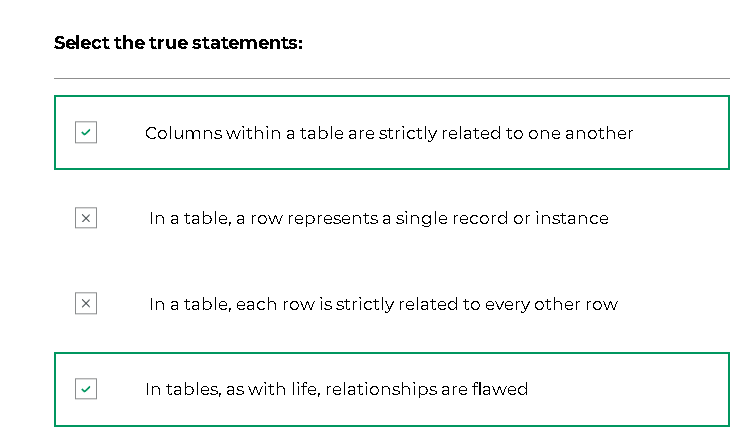 Select the true statements:
Columns within a table are strictly related to one another
In a table, a row represents a single record or instance
In a table, each row is strictly related to every other row
In tables, as with life, relationships are flawed